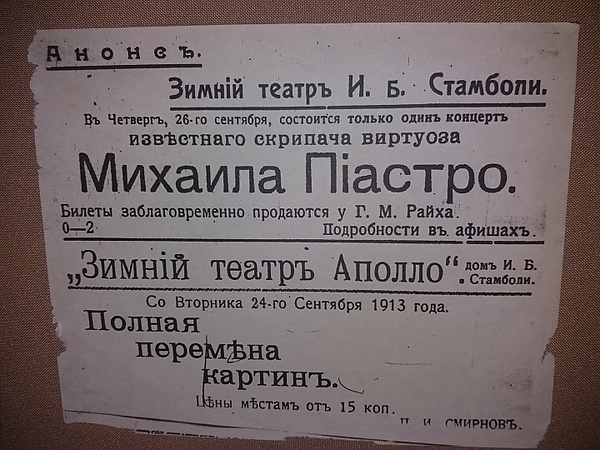 Анонсъ.
Зимній театръ И. Б. Стамболи.
Въ Четвергъ, 26-го сентября, состоится только одинъ концертъ
извѣстнаго скрипача виртуоза
Михаила Піастро.
Билеты заблаговременно продаются у Г. М. Райха.
0—2 Подробности въ афишахъ.
„Зимній театръ Аполло“ домъ И. Б.
Стамболи.
Со Вторника 24-го Сентября 1913 года.
Полная
перемѣна
картинъ.
Цѣны мѣстамъ отъ 15 коп.
П. И. СМИРНОВЪ.